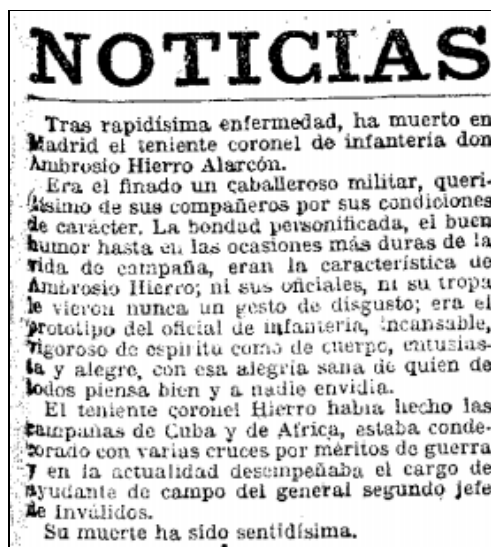 NOTICIAS
Tras rapidísima enfermedad, ha muerto en
Madrid el teniente coronel de infantería don
Ambrosio Hierro Alarcón.
Era el finado un caballeroso militar, queri-
dísimo de sus compañeros por sus condiciones
de carácter. La bondad personificada, el buen
humor hasta en las ocasiones más duras de la
vida de campaña, eran la característica de
Ambrosio Hierro; ni sus oficiales, ni su tropa
le vieron nunca un gesto de disgusto; era el
prototipo del oficial de infantería, incansable,
vigoroso de espíritu como de cuerpo, entusias-
ta y alegre, con esa alegría sana de quien de
todos piensa bien y a nadie envidia.
El teniente coronel Hierro había hecho las
campañas de Cuba y de Africa, estaba conde-
corado con varias cruces por méritos de guerra
y en la actualidad desempeñaba el cargo de
ayudante de campo del general segundo jefe
de Inválidos.
Su muerte ha sido sentidísima.